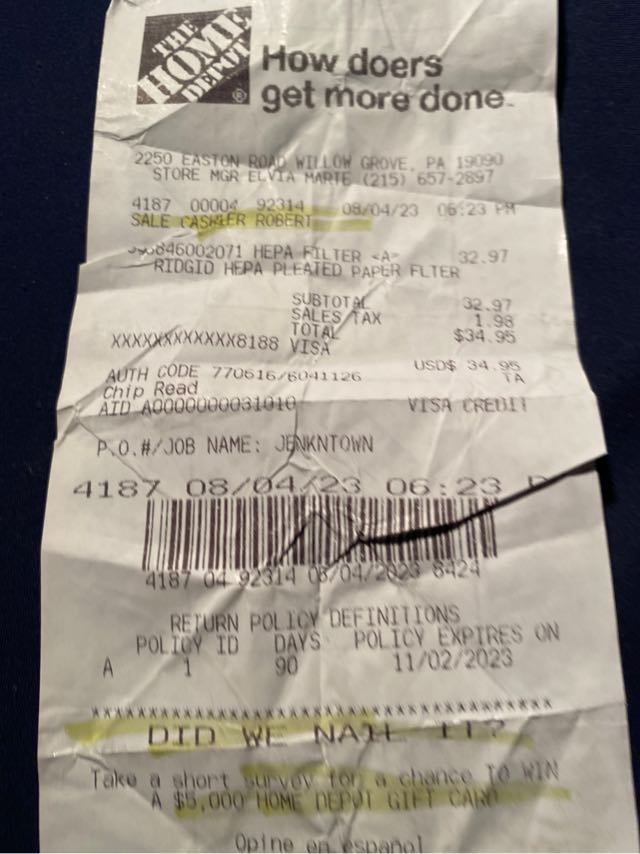 THE
HOME
DEPOT
®
How doers
get more done™
2250 EASTON ROAD WILLOW GROVE, PA 19090
STORE MGR ELVIA MARTE (215) 657-2897
4187 00004 92314 08/04/23 06:23 PM
SALE CASHIER ROBERT
846002071 HEPA FILTER <A> 32.97
RIDGID HEPA PLEATED PAPER FLTER
SUBTOTAL 32.97
SALES TAX 1.98
TOTAL $34.95
XXXXXXXXXXXX8188 VISA
USD$ 34.95
AUTH CODE 770616/6041126 TA
Chip Read
AID A0000000031010 VISA CREDIT
P.O.#/JOB NAME: JENKNTOWN
4187 08/04/23 06:23
4187 04 92314 08/04/2023 8424
RETURN POLICY DEFINITIONS
POLICY ID DAYS POLICY EXPIRES ON
A 1 90 11/02/2023
DID WE NAIL IT?
Take a short survey for a chance TO WIN
A $5,000 HOME DEPOT GIFT CARD
Opine en español